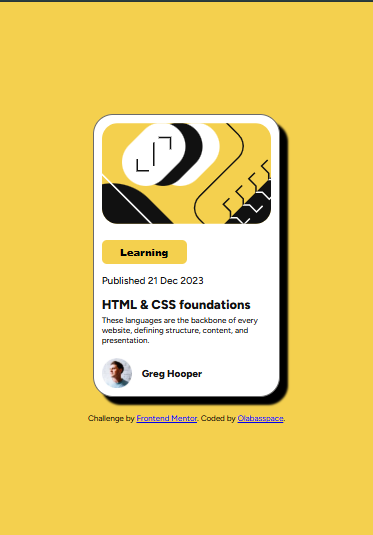 Learning
Published 21 Dec 2023
HTML & CSS foundations
These languages are the backbone of every
website, defining structure, content, and
presentation.
Greg Hooper
Challenge by Frontend Mentor. Coded by Olabasspace.